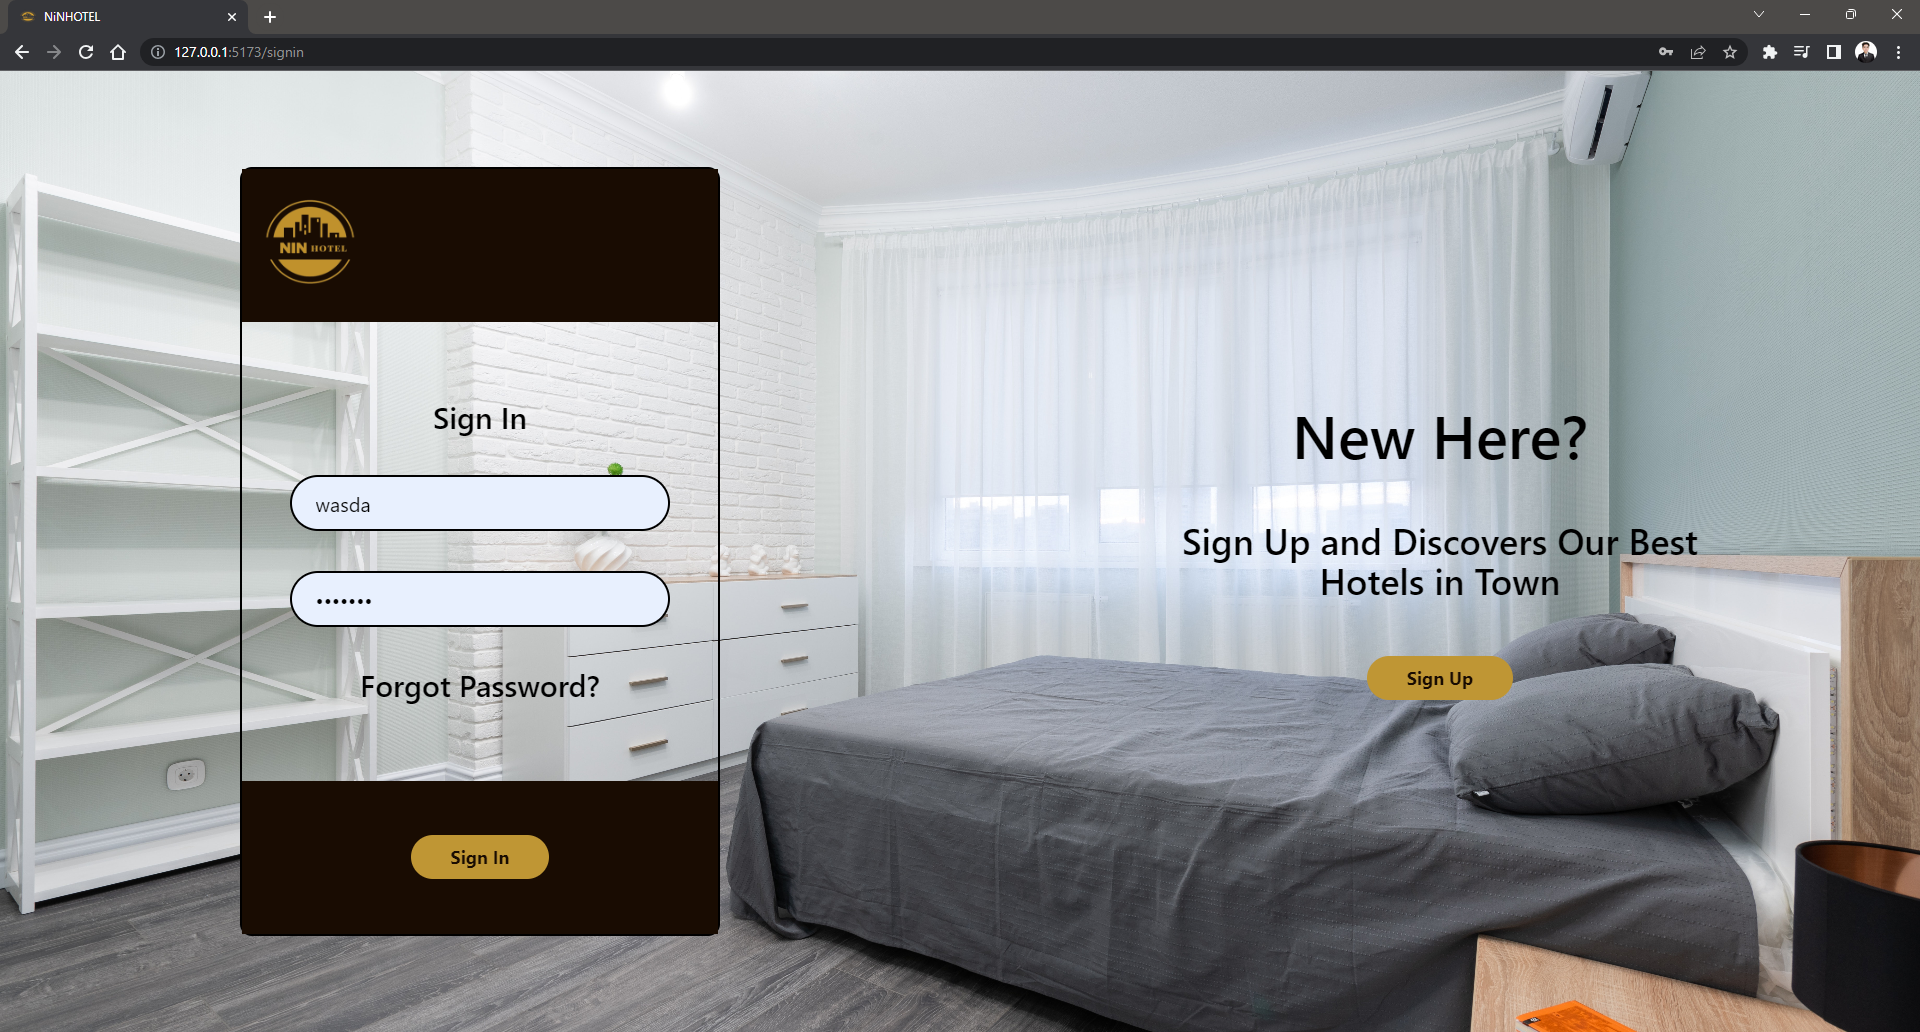 NiNHOTEL
127.0.0.1:5173/signin
NIN HOTEL
Sign In
wasda
•••••••
Forgot Password?
Sign In
New Here?
Sign Up and Discovers Our Best
Hotels in Town
Sign Up